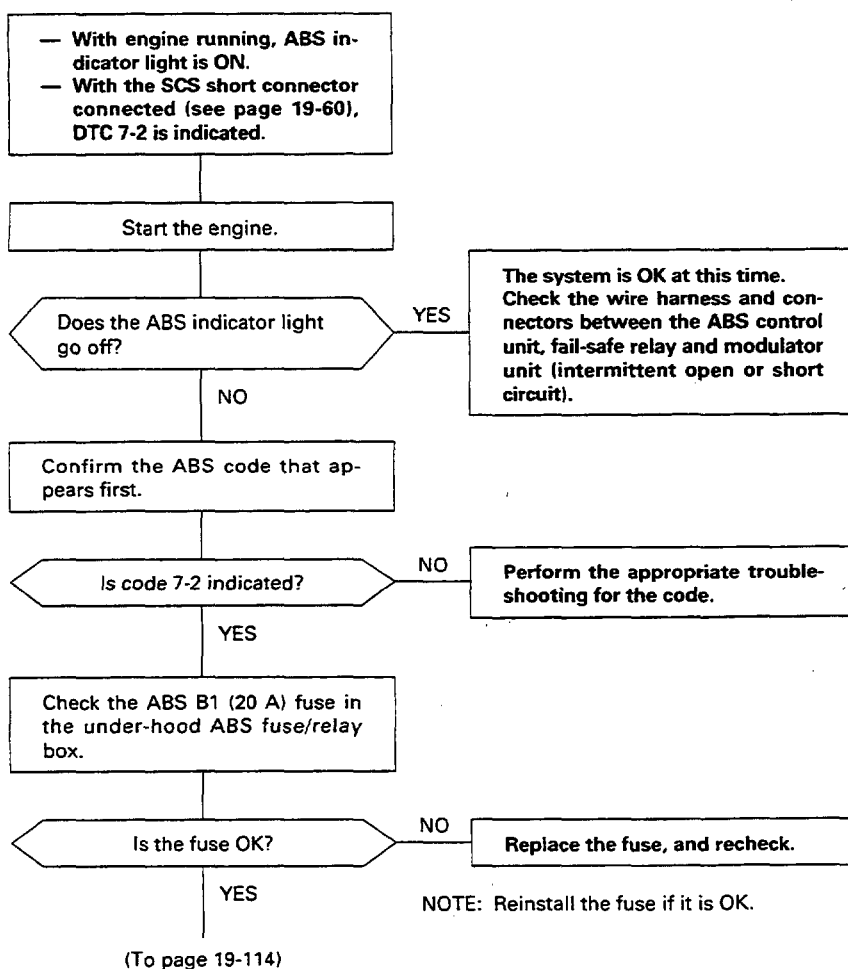 — With engine running, ABS in-
dicator light is ON.
— With the SCS short connector
connected (see page 19-60),
DTC 7-2 is indicated.
Start the engine.
Does the ABS indicator light
go off?
YES
The system is OK at this time.
Check the wire harness and con-
nectors between the ABS control
unit, fail-safe relay and modulator
unit (intermittent open or short
circuit).
NO
Confirm the ABS code that ap-
pears first.
Is code 7-2 indicated?
NO
Perform the appropriate trouble-
shooting for the code.
YES
Check the ABS B1 (20 A) fuse in
the under-hood ABS fuse/relay
box.
Is the fuse OK?
NO
Replace the fuse, and recheck.
YES
NOTE: Reinstall the fuse if it is OK.
(To page 19-114)